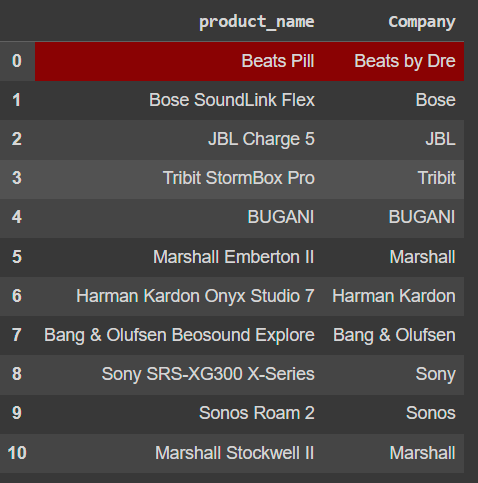 product_name Company
0 Beats Pill Beats by Dre
1 Bose SoundLink Flex Bose
2 JBL Charge 5 JBL
3 Tribit StormBox Pro Tribit
4 BUGANI BUGANI
5 Marshall Emberton II Marshall
6 Harman Kardon Onyx Studio 7 Harman Kardon
7 Bang & Olufsen Beosound Explore Bang & Olufsen
8 Sony SRS-XG300 X-Series Sony
9 Sonos Roam 2 Sonos
10 Marshall Stockwell II Marshall